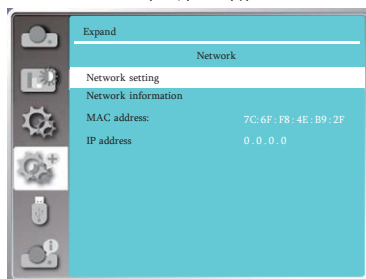 Expand
Network
Network setting
Network information
MAC address: 7C:6F:F8:4E:B9:2F
IP address 0.0.0.0